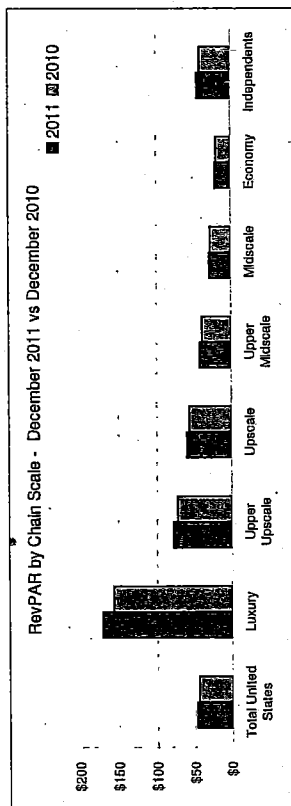 RevPAR by Chain Scale - December 2011 vs December 2010
2011 2010
$200
$150
$100
$50
$0
Total United
States
Luxury
Upper
Upscale
Upscale
Upper
Midscale
Midscale
Economy
Independents